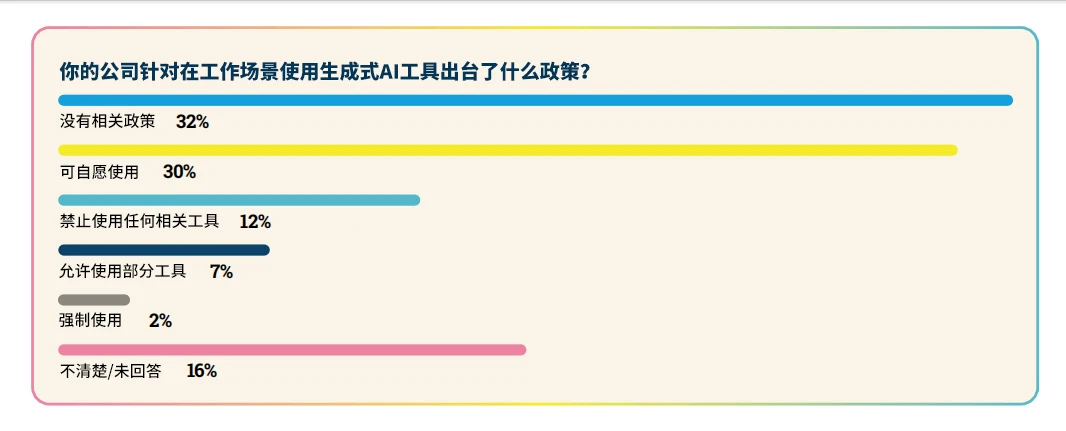 你的公司针对在工作场景使用生成式AI工具出台了什么政策?
没有相关政策 32%
可自愿使用 30%
禁止使用任何相关工具 12%
允许使用部分工具 7%
强制使用 2%
不清楚/未回答 16%